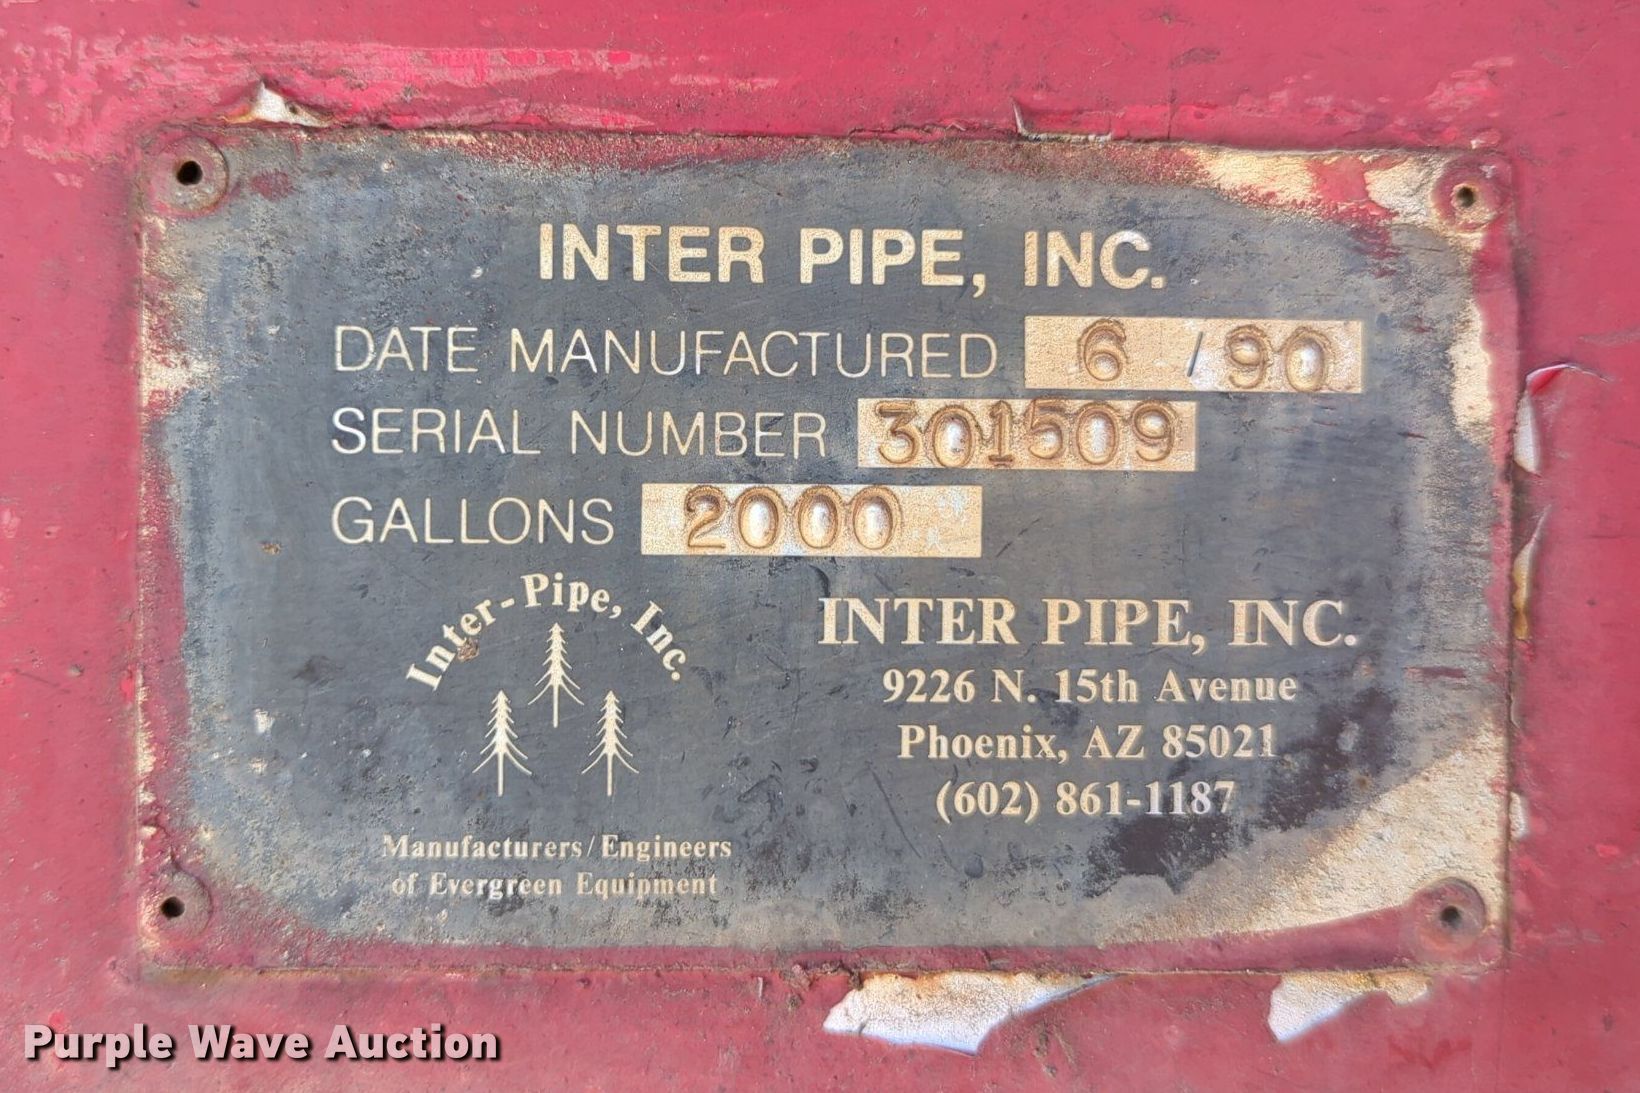 INTER PIPE, INC.
DATE MANUFACTURED 6 / 90
SERIAL NUMBER 301509
GALLONS 2000
Inter-Pipe, Inc.
Manufacturers/Engineers
of Evergreen Equipment
INTER PIPE, INC.
9226 N. 15th Avenue
Phoenix, AZ 85021
(602) 861-1187
Purple Wave Auction